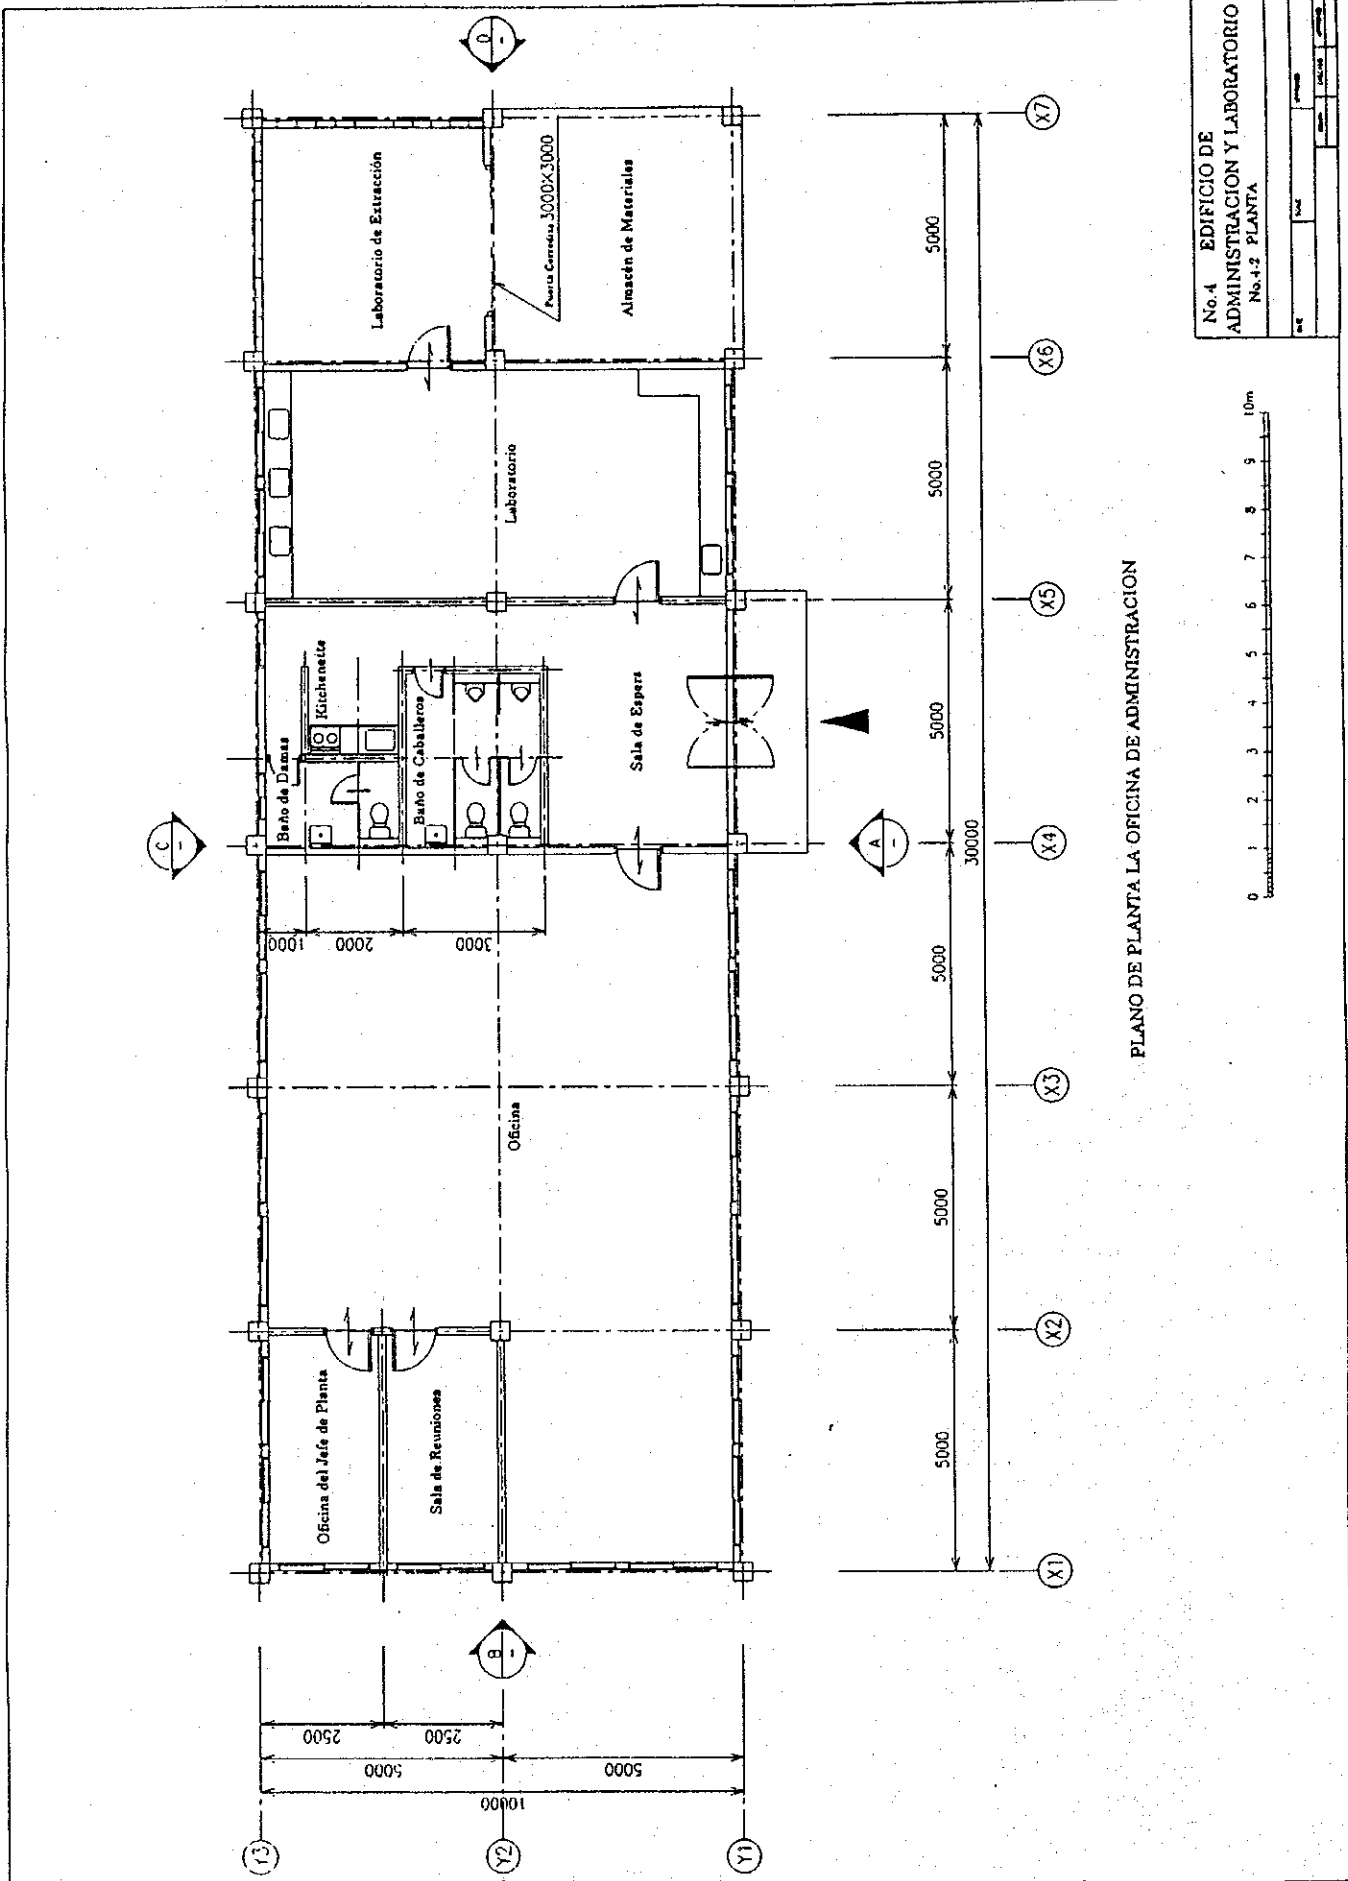 Y3
Y2
Y1
10000
5000
5000
2500
2500
B
-
C
-
A
-
D
-
Oficina del Jefe de Planta
Sala de Reuniones
Oficina
1000
2000
3000
Baño de Damas
Kitchenette
Baño de Caballeros
Sala de Espera
Laboratorio
Laboratorio de Extracción
Puerta Corrediza 3000X3000
Almacén de Materiales
5000
5000
5000
5000
5000
5000
30000
X1
X2
X3
X4
X5
X6
X7
PLANO DE PLANTA LA OFICINA DE ADMINISTRACION
0 1 2 3 4 5 6 7 8 9 10m
No.4 EDIFICIO DE
ADMINISTRACION Y LABORATORIO
No.4-2 PLANTA
DATE
SCALE